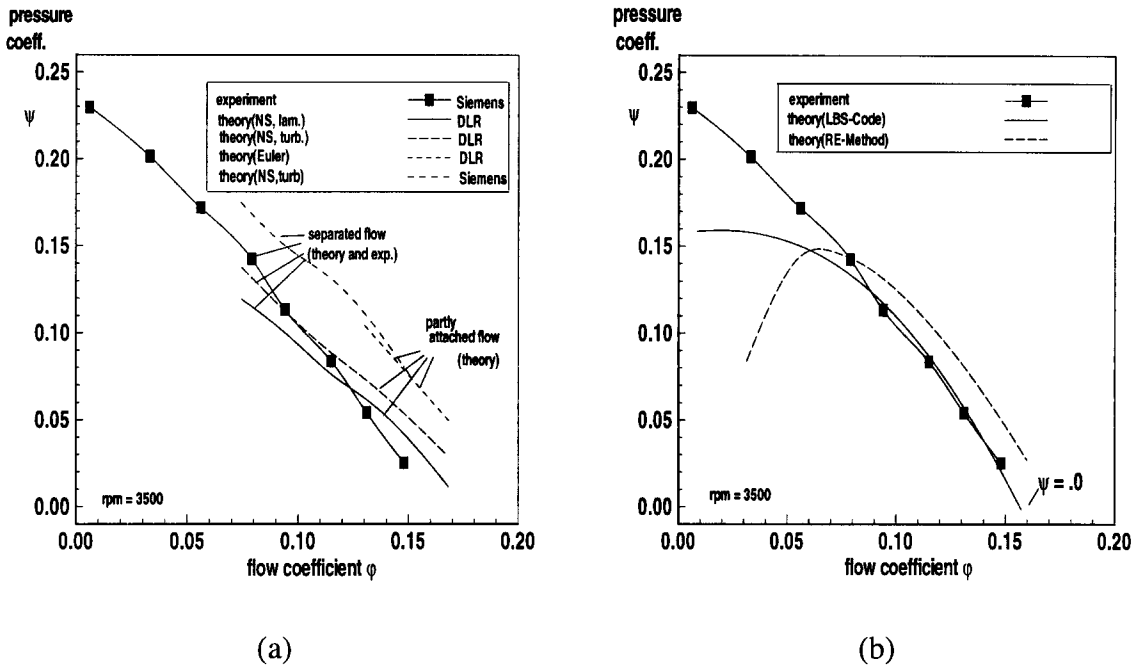 pressure
coeff.
0.25
ψ
0.20
0.15
0.10
0.05
0.00
experiment Siemens
theory(NS, lam.) DLR
theory(NS, turb.) DLR
theory(Euler) DLR
theory(NS,turb) Siemens
separated flow
(theory and exp.)
partly
attached flow
(theory)
rpm = 3500
0.00 0.05 0.10 0.15 0.20
flow coefficient φ
(a)
pressure
coeff.
0.25
ψ
0.20
0.15
0.10
0.05
0.00
experiment
theory(LBS-Code)
theory(RE-Method)
ψ = .0
rpm = 3500
0.00 0.05 0.10 0.15 0.20
flow coefficient φ
(b)